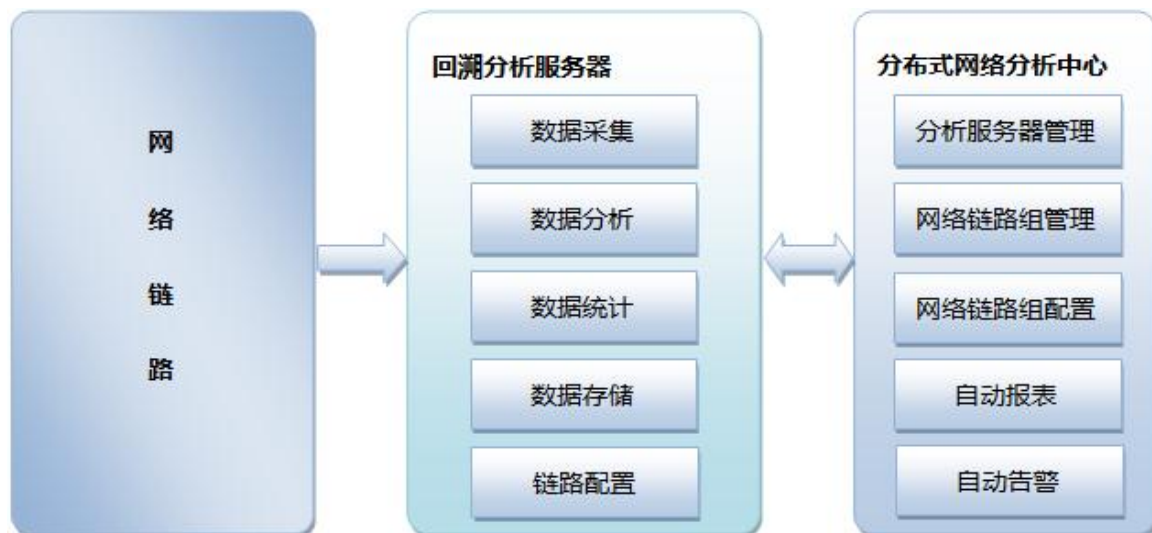 网
络
链
路
回溯分析服务器
数据采集
数据分析
数据统计
数据存储
链路配置
分布式网络分析中心
分析服务器管理
网络链路组管理
网络链路组配置
自动报表
自动告警